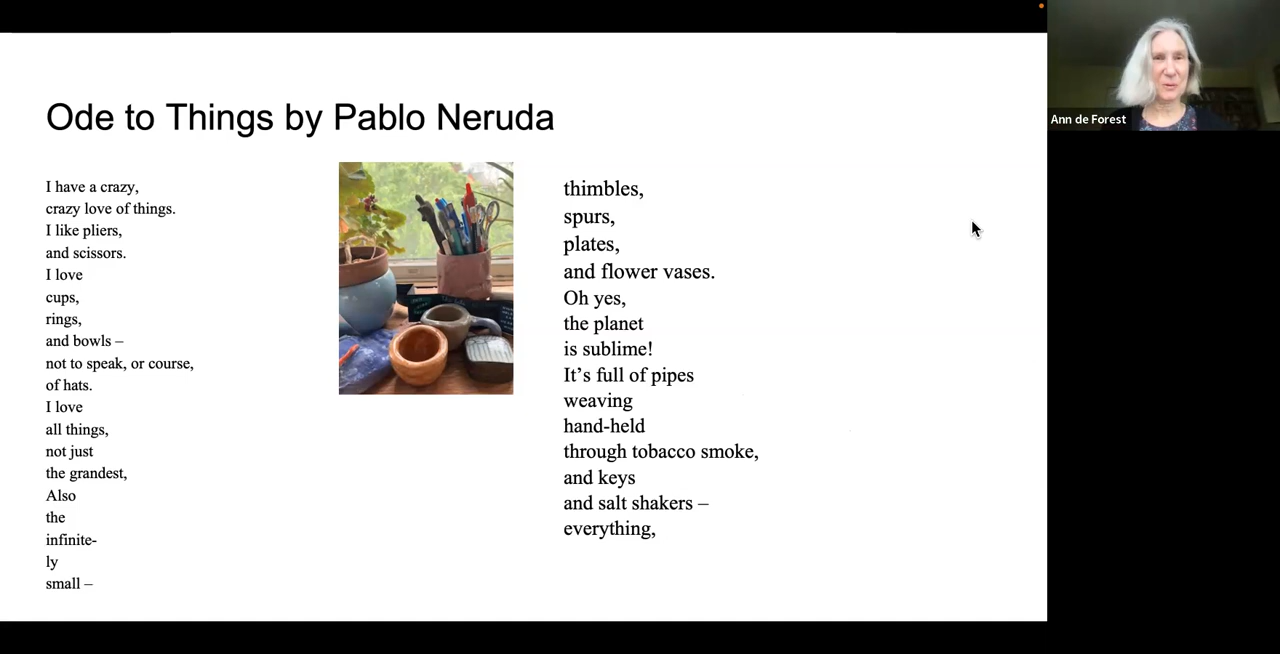 Ode to Things by Pablo Neruda
I have a crazy,
crazy love of things.
I like pliers,
and scissors.
I love
cups,
rings,
and bowls –
not to speak, or course,
of hats.
I love
all things,
not just
the grandest,
Also
the
infinite-
ly
small –
thimbles,
spurs,
plates,
and flower vases.
Oh yes,
the planet
is sublime!
It’s full of pipes
weaving
hand-held
through tobacco smoke,
and keys
and salt shakers –
everything,
Ann de Forest